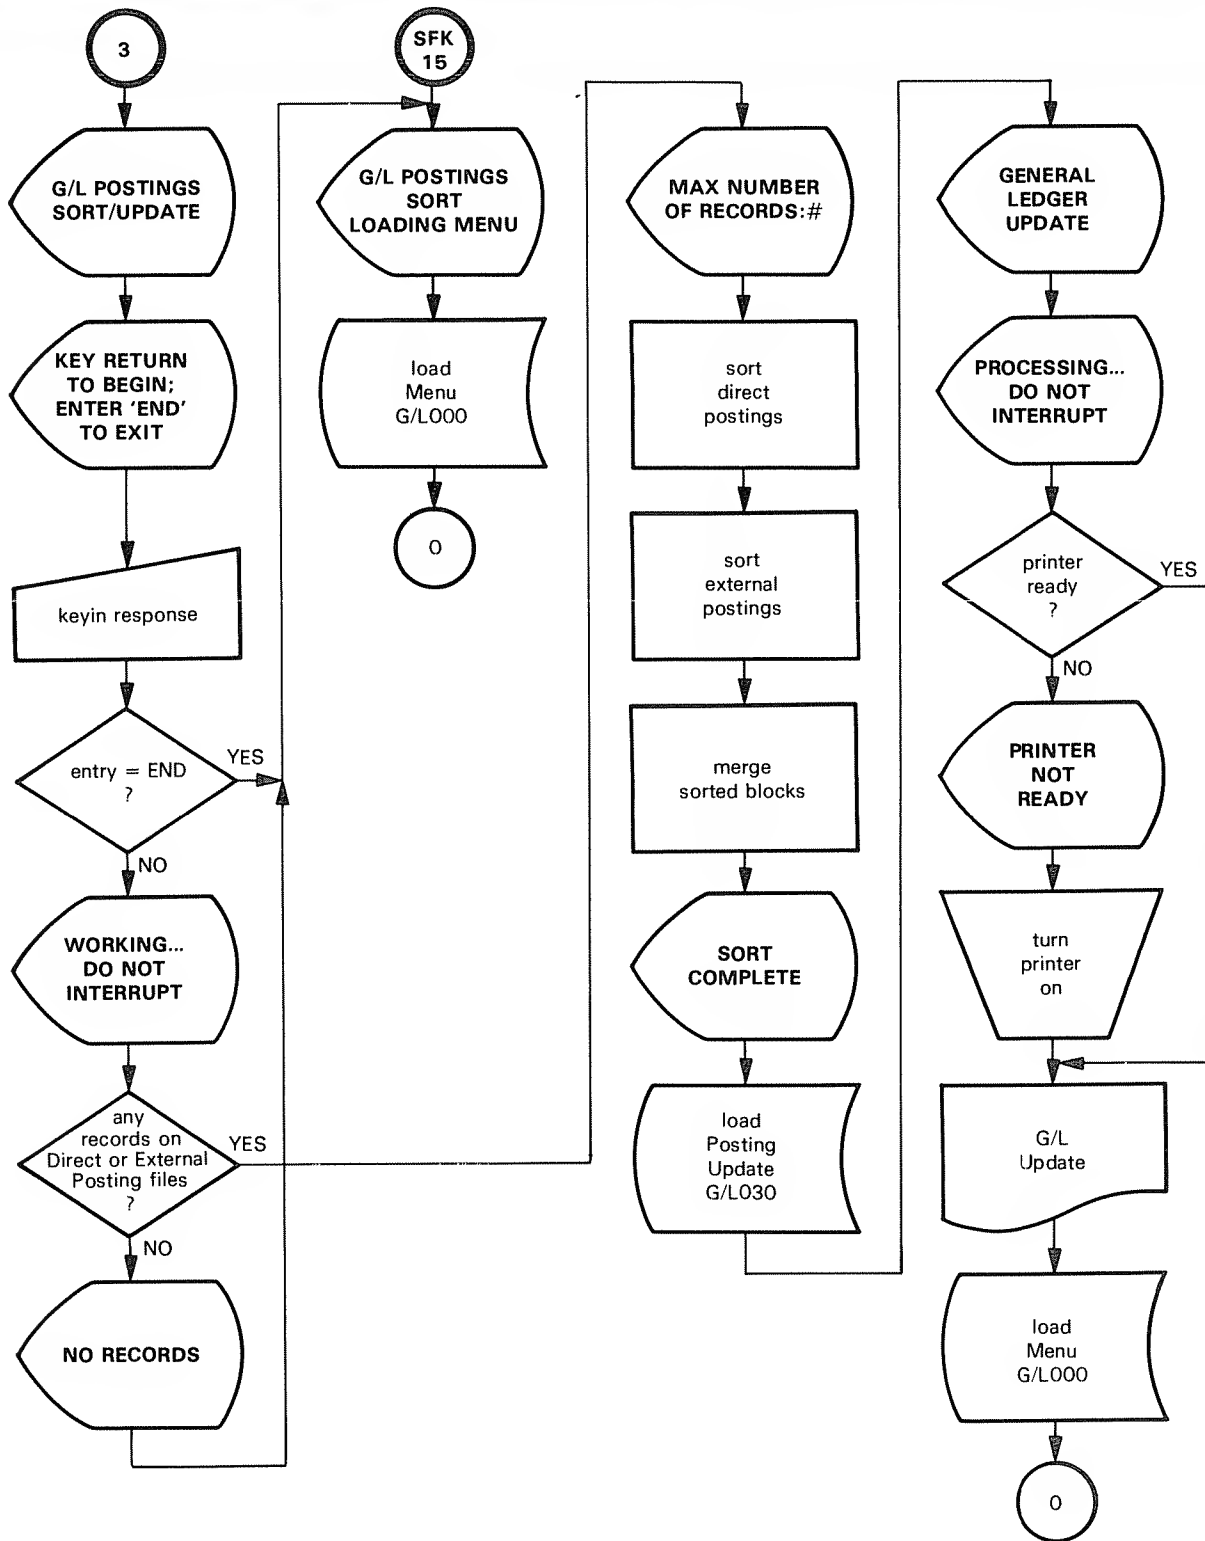 3
G/L POSTINGS
SORT/UPDATE
KEY RETURN
TO BEGIN;
ENTER ‘END’
TO EXIT
keyin response
entry = END
?
YES
NO
WORKING...
DO NOT
INTERRUPT
any
records on
Direct or External
Posting files
?
YES
NO
NO RECORDS
SFK
15
G/L POSTINGS
SORT
LOADING MENU
load
Menu
G/L000
0
MAX NUMBER
OF RECORDS:#
sort
direct
postings
sort
external
postings
merge
sorted blocks
SORT
COMPLETE
load
Posting
Update
G/L030
GENERAL
LEDGER
UPDATE
PROCESSING...
DO NOT
INTERRUPT
printer
ready
?
YES
NO
PRINTER
NOT
READY
turn
printer
on
G/L
Update
load
Menu
G/L000
0